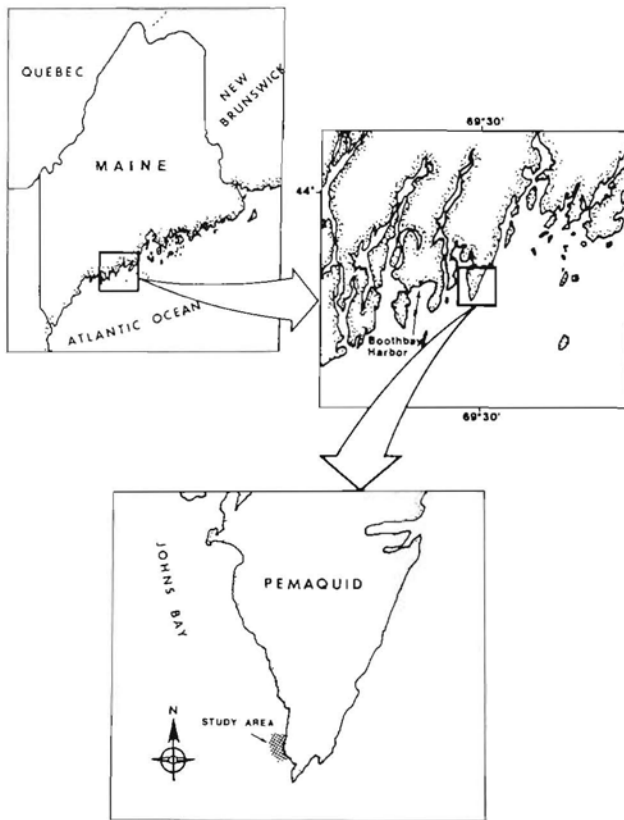 QUEBEC
NEW
BRUNSWICK
MAINE
ATLANTIC OCEAN
69°30'
44°
Boothbay
Harbor
69°30'
JOHNS BAY
PEMAQUID
STUDY AREA
N